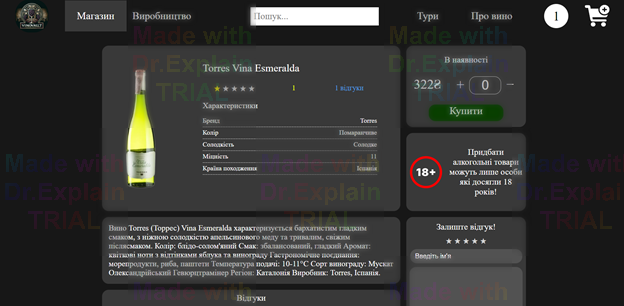 Магазин
Виробництво
Пошук...
Тури
Про вино
1
Torres Vina Esmeralda
1
1 відгуки
Характеристики
Бренд Torres
Колір Помаранчеве
Солодкість Солодке
Міцність 11
Країна походження Іспанія
В наявності
322₴ + 0 −
Купити
18+
Придбати
алкогольні товари
можуть лише особи
які досягли 18
років!
Вино Torres (Торрес) Vina Esmeralda характеризується бархатистим гладким
смаком, з ніжною солодкістю апельсинового меду та тривалим, свіжим
післясмаком. Колір: блідо-солом'яний Смак: збалансований, гладкий Аромат:
квіткові ноти з відтінками яблука та винограду Гастрономічне поєднання:
морепродукти, риба, паштети Температура подачі: 10-11°C Сорт винограду: Мускат
Олександрійський Гевюрцтрамінер Регіон: Каталонія Виробник: Torres, Іспанія.
Відгуки
Залиште відгук!
Введіть ім'я
Made with
Dr.Explain
TRIAL